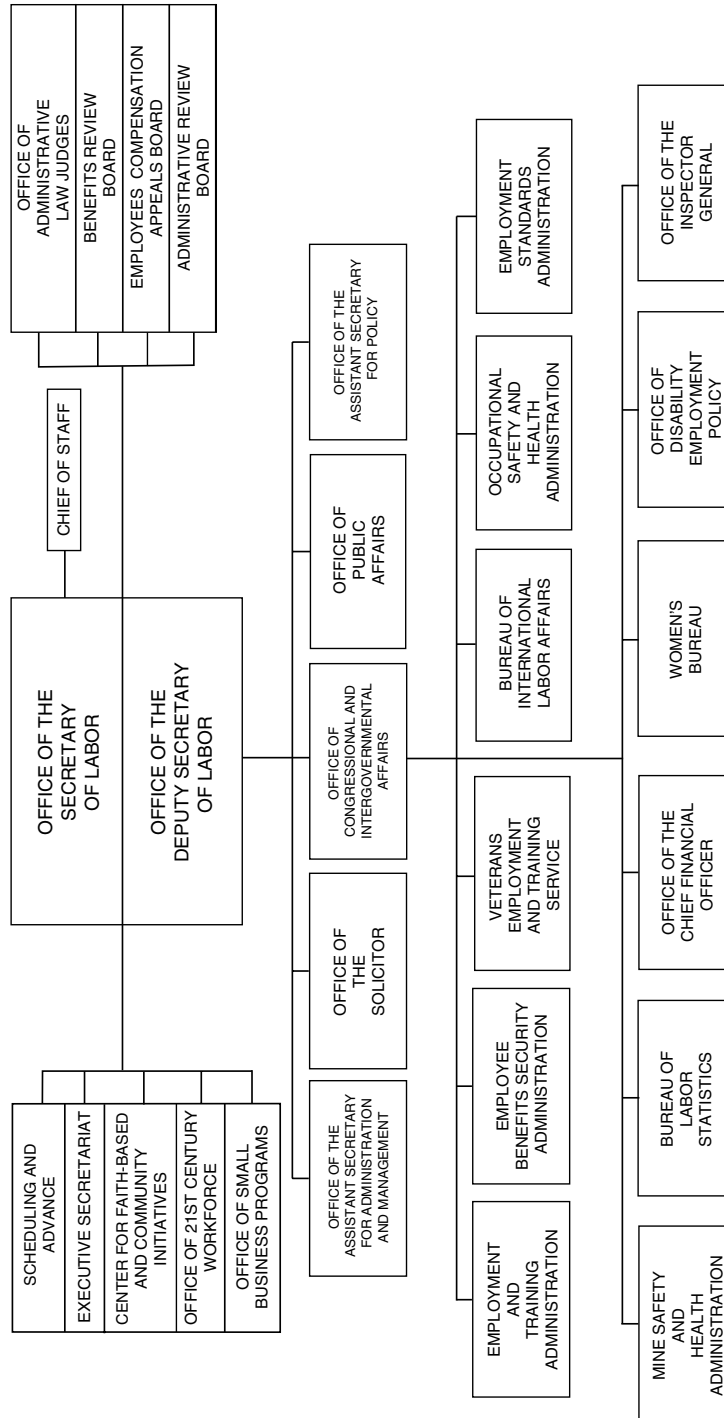 OFFICE OF THE
SECRETARY
OF LABOR
OFFICE OF THE
DEPUTY SECRETARY
OF LABOR
CHIEF OF STAFF
SCHEDULING AND
ADVANCE
EXECUTIVE SECRETARIAT
CENTER FOR FAITH-BASED
AND COMMUNITY
INITIATIVES
OFFICE OF 21ST CENTURY
WORKFORCE
OFFICE OF SMALL
BUSINESS PROGRAMS
OFFICE OF
ADMINISTRATIVE
LAW JUDGES
BENEFITS REVIEW
BOARD
EMPLOYEES COMPENSATION
APPEALS BOARD
ADMINISTRATIVE REVIEW
BOARD
OFFICE OF THE
ASSISTANT SECRETARY
FOR ADMINISTRATION
AND MANAGEMENT
OFFICE OF
THE
SOLICITOR
OFFICE OF
CONGRESSIONAL AND
INTERGOVERNMENTAL
AFFAIRS
OFFICE OF
PUBLIC
AFFAIRS
OFFICE OF THE
ASSISTANT SECRETARY
FOR POLICY
EMPLOYMENT
AND
TRAINING
ADMINISTRATION
EMPLOYEE
BENEFITS SECURITY
ADMINISTRATION
VETERANS
EMPLOYMENT
AND TRAINING
SERVICE
BUREAU OF
INTERNATIONAL
LABOR AFFAIRS
OCCUPATIONAL
SAFETY AND
HEALTH
ADMINISTRATION
EMPLOYMENT
STANDARDS
ADMINISTRATION
MINE SAFETY
AND
HEALTH
ADMINISTRATION
BUREAU OF
LABOR
STATISTICS
OFFICE OF THE
CHIEF FINANCIAL
OFFICER
WOMEN'S
BUREAU
OFFICE OF
DISABILITY
EMPLOYMENT
POLICY
OFFICE OF THE
INSPECTOR
GENERAL